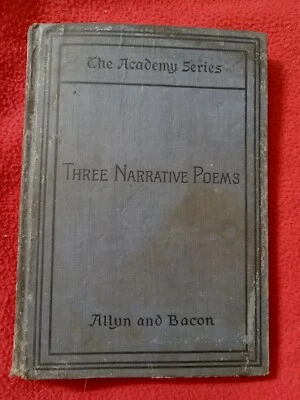 The Academy Series
THREE NARRATIVE POEMS
Allyn and Bacon